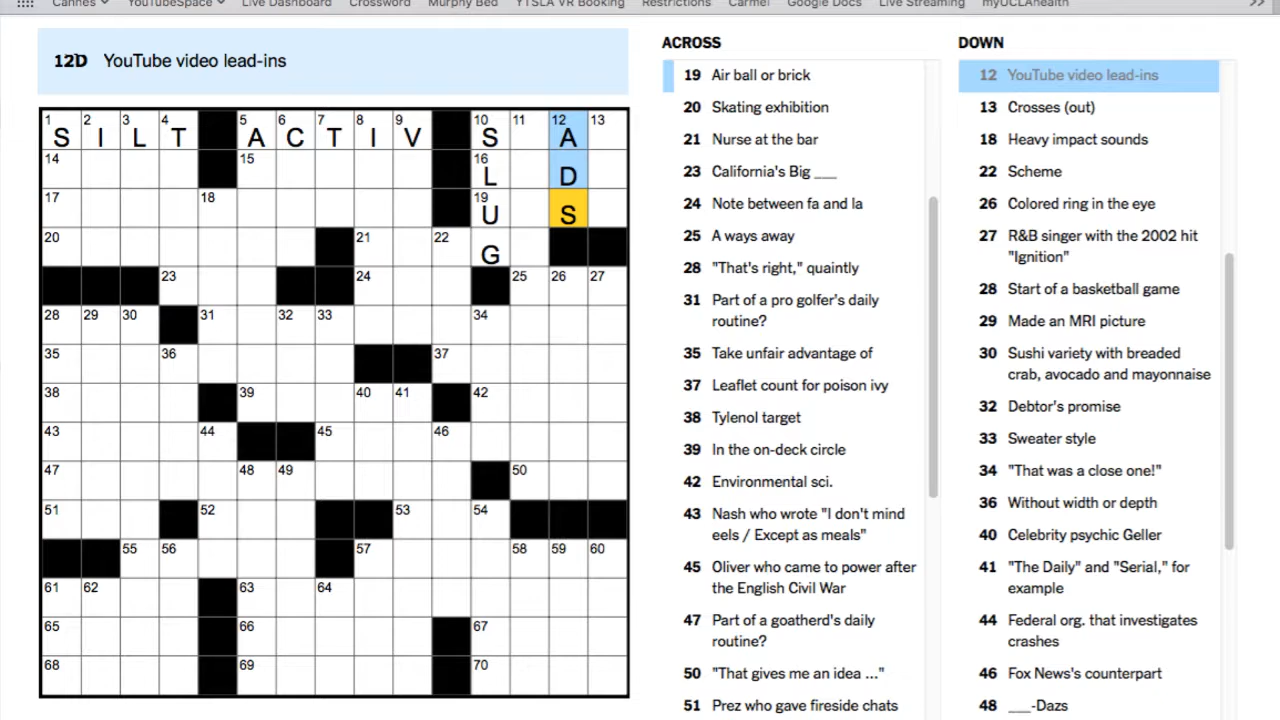 Cannes YouTubeSpace Live Dashboard Crossword Murphy Bed YTSLA VR Booking Restrictions Carmel Google Docs Live Streaming myUCLAhealth >>
12D YouTube video lead-ins
1 2 3 4 5 6 7 8 9 10 11 12 13
S I L T A C T I V S A
14 15 16
L D
17 18 19
U S
20 21 22
G
23 24 25 26 27
28 29 30 31 32 33 34
35 36 37
38 39 40 41 42
43 44 45 46
47 48 49 50
51 52 53 54
55 56 57 58 59 60
61 62 63 64
65 66 67
68 69 70
ACROSS
19 Air ball or brick
20 Skating exhibition
21 Nurse at the bar
23 California's Big ___
24 Note between fa and la
25 A ways away
28 "That's right," quaintly
31 Part of a pro golfer's daily
routine?
35 Take unfair advantage of
37 Leaflet count for poison ivy
38 Tylenol target
39 In the on-deck circle
42 Environmental sci.
43 Nash who wrote "I don't mind
eels / Except as meals"
45 Oliver who came to power after
the English Civil War
47 Part of a goatherd's daily
routine?
50 "That gives me an idea ..."
51 Prez who gave fireside chats
DOWN
12 YouTube video lead-ins
13 Crosses (out)
18 Heavy impact sounds
22 Scheme
26 Colored ring in the eye
27 R&B singer with the 2002 hit
"Ignition"
28 Start of a basketball game
29 Made an MRI picture
30 Sushi variety with breaded
crab, avocado and mayonnaise
32 Debtor's promise
33 Sweater style
34 "That was a close one!"
36 Without width or depth
40 Celebrity psychic Geller
41 "The Daily" and "Serial," for
example
44 Federal org. that investigates
crashes
46 Fox News's counterpart
48 ___-Dazs